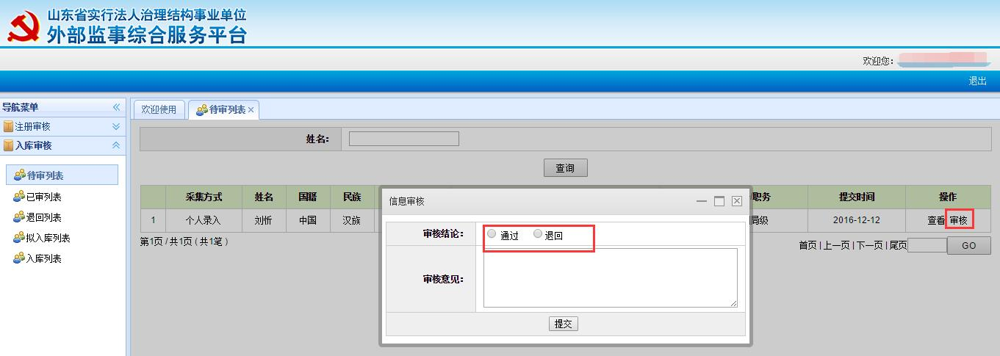 山东省实行法人治理结构事业单位
外部监事综合服务平台
欢迎您：
退出
导航菜单
注册审核
入库审核
待审列表
已审列表
退回列表
拟入库列表
入库列表
欢迎使用 待审列表
姓名：
查询
采集方式 姓名 国籍 民族 职务 提交时间 操作
1 个人录入 刘忻 中国 汉族 局级 2016-12-12 查看 审核
第1页 / 共1页 ( 共1笔 ) 首页 | 上一页 | 下一页 | 尾页 GO
信息审核
审核结论： 通过 退回
审核意见：
提交